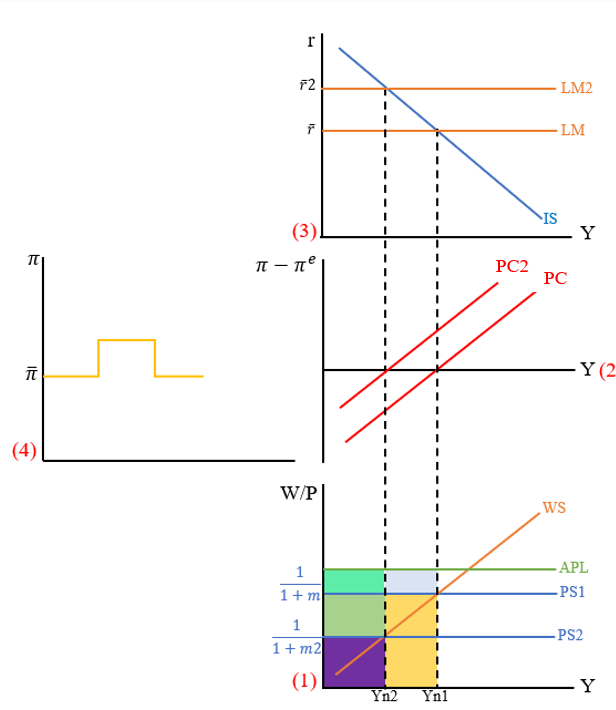 r
r̄2
LM2
r̄
LM
IS
(3)
Y
π
π − πᵉ
PC2
PC
π̄
Y (2
(4)
W/P
WS
APL
1
1 + m
PS1
1
1 + m2
PS2
(1)
Y
Yn2
Yn1